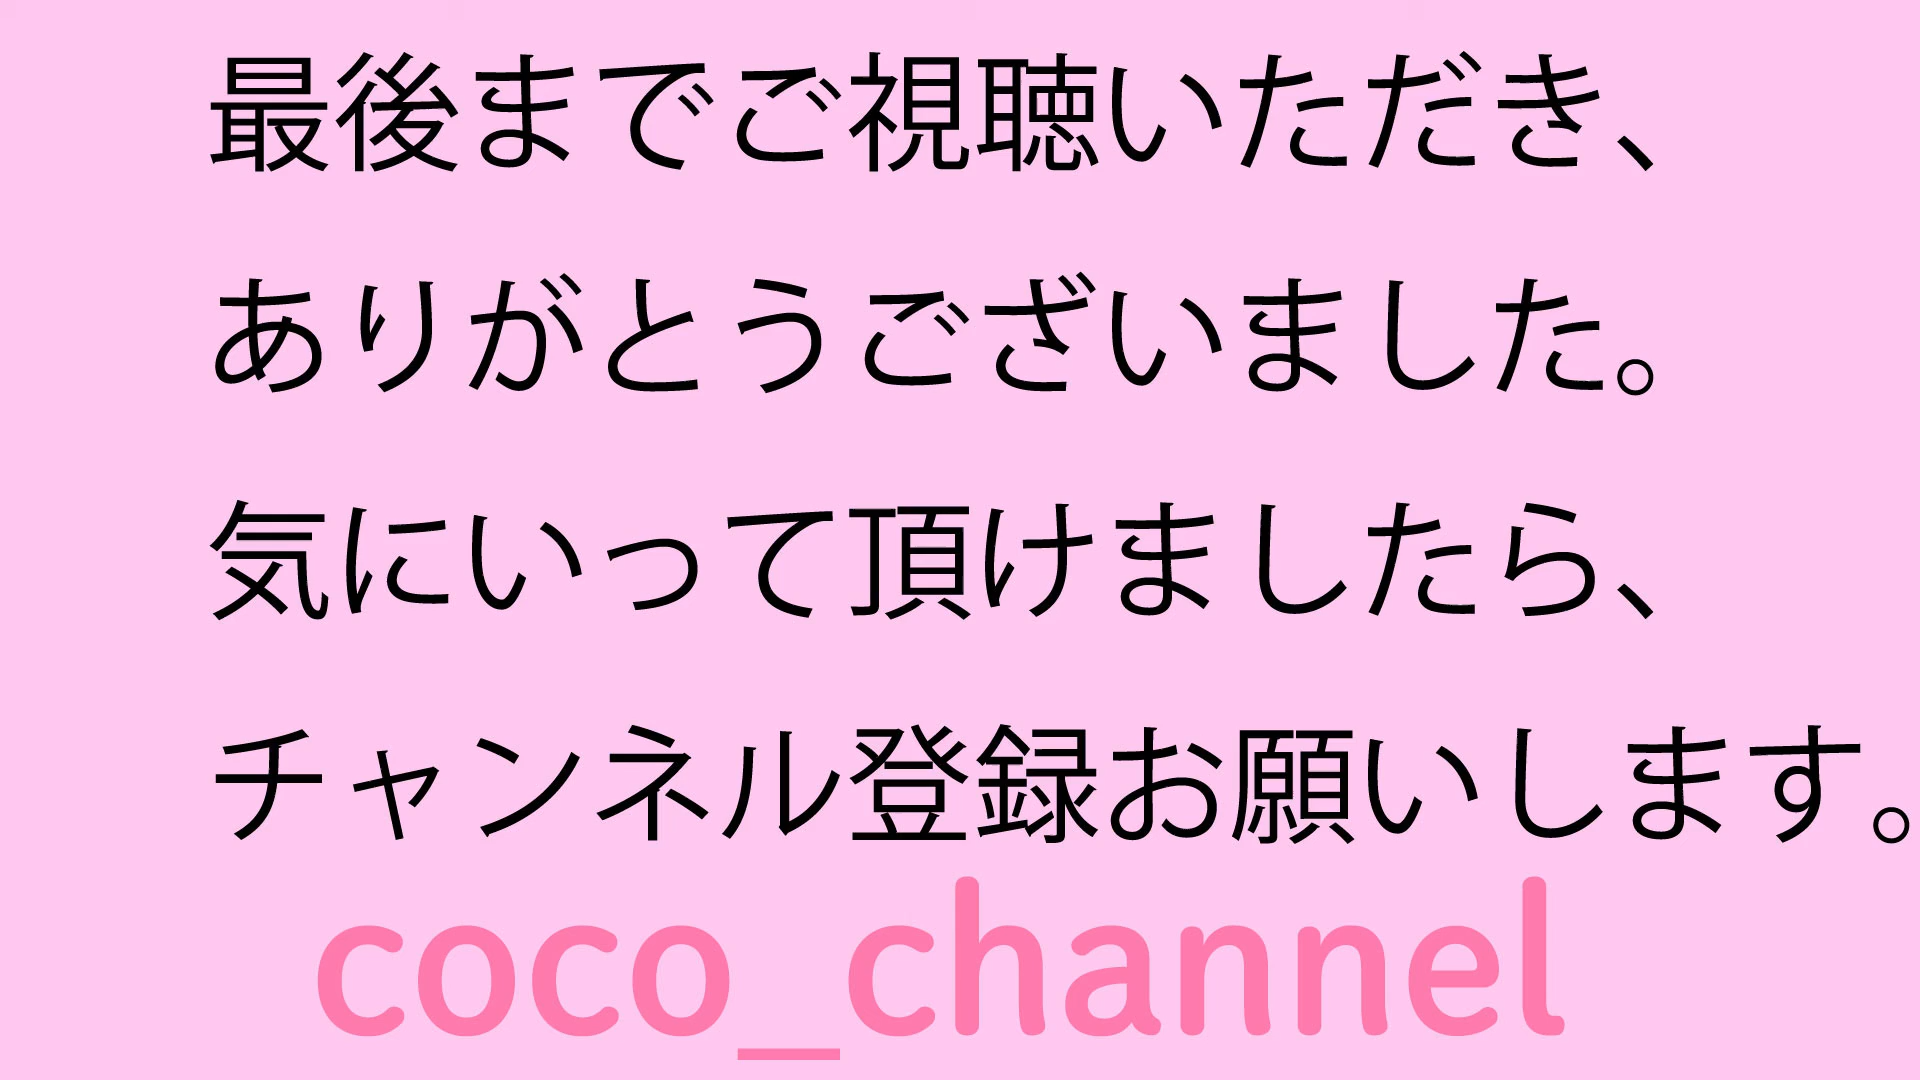 最後までご視聴いただき、
ありがとうございました。
気にいって頂けましたら、
チャンネル登録お願いします。
coco_channel